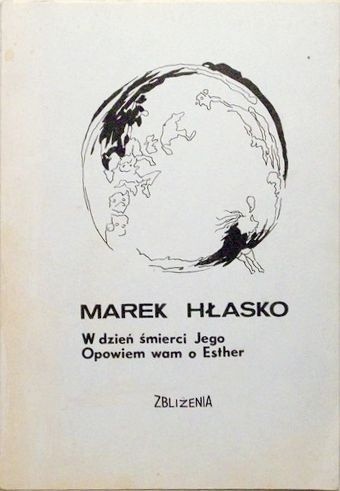 MAREK HŁASKO
W dzień śmierci Jego
Opowiem wam o Esther
ZBLIŻENIA